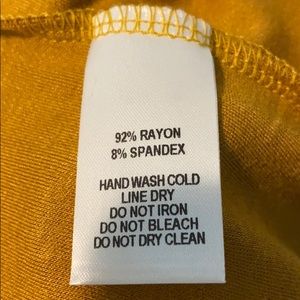 92% RAYON
8% SPANDEX
HAND WASH COLD
LINE DRY
DO NOT IRON
DO NOT BLEACH
DO NOT DRY CLEAN